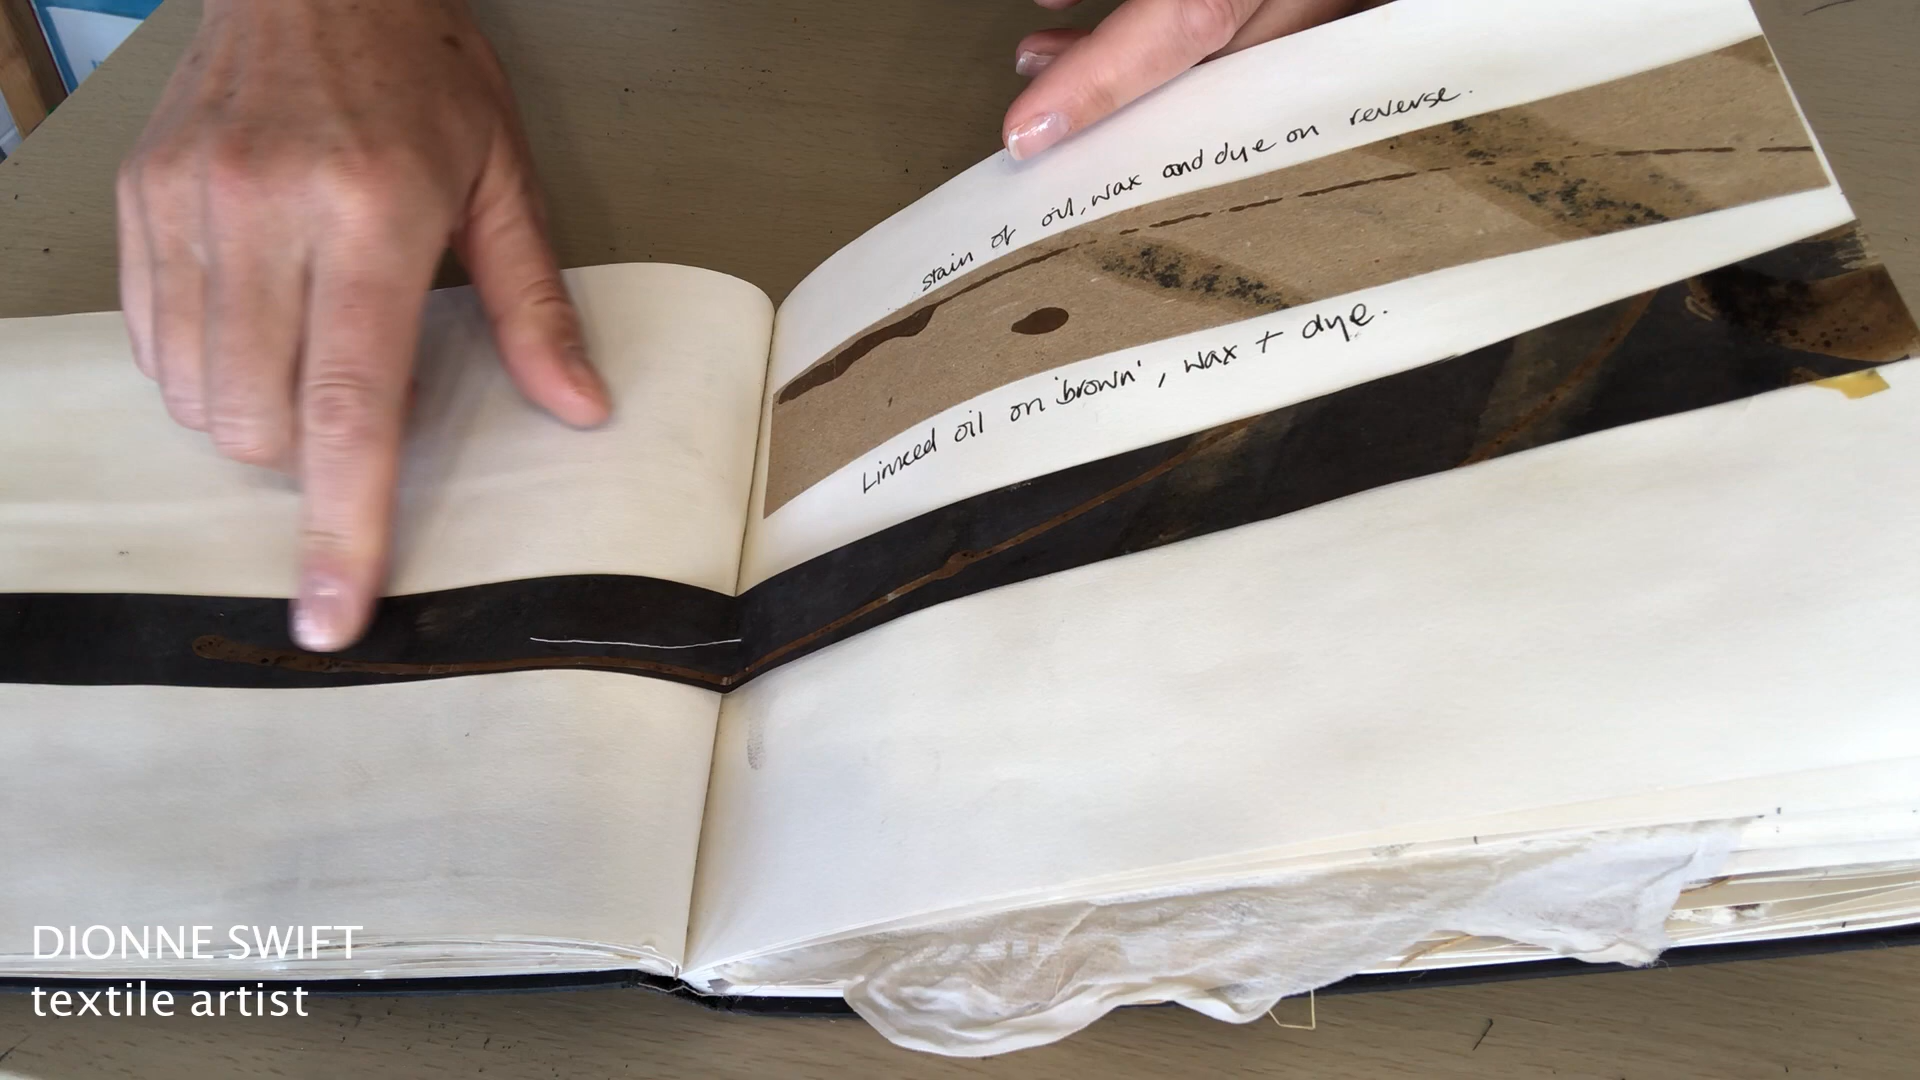 stain of oil, wax and dye on reverse.
Linseed oil on 'brown', wax + dye.
DIONNE SWIFT
textile artist